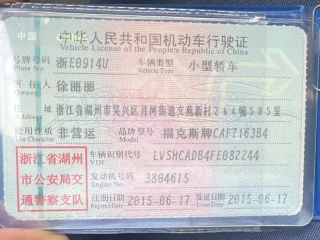 中华人民共和国机动车行驶证
Vehicle License of the People's Republic of China
号牌号码 浙E0914U 车辆类型 小型轿车
Plate No. Vehicle Type
所有人 徐丽丽
Owner
住址 浙江省湖州市吴兴区月河街道文苑新村264幢505室
使用性质 非营运 品牌型号 福克斯牌CAF7163B4
浙江省湖州市公安局交通警察支队
车辆识别代号 LVSHCADB4FE082244
VIN
发动机号码 3804615
Engine No.
注册日期 2015-06-17 发证日期 2015-06-17
Register Date Issue Date